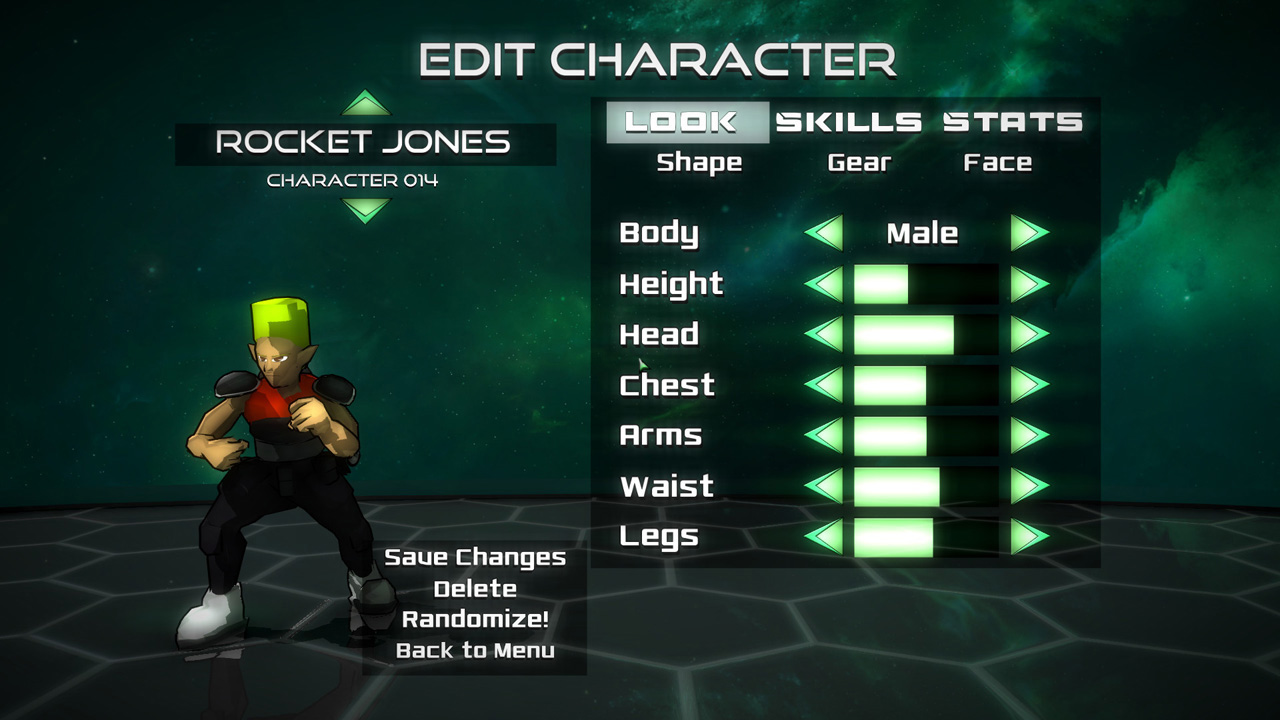 EDIT CHARACTER
ROCKET JONES
CHARACTER 014
LOOK SKILLS STATS
Shape Gear Face
Body Male
Height
Head
Chest
Arms
Waist
Legs
Save Changes
Delete
Randomize!
Back to Menu